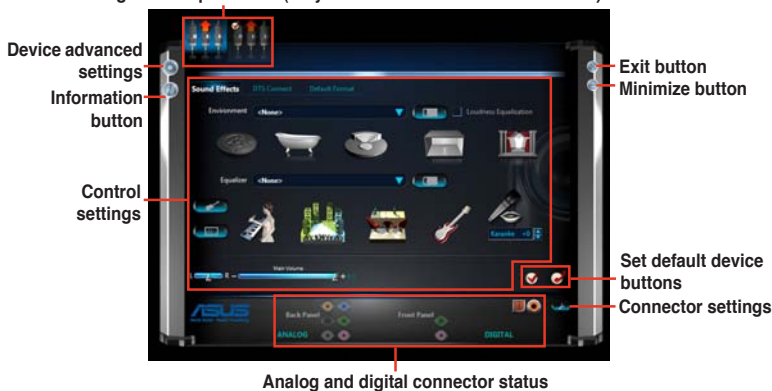 Device advanced
settings
Exit button
Information
button
Minimize button
Sound Effects DTS Connect Default Format
Environment <None> Loudness Equalization
Equalizer <None>
Control
settings
Karaoke +0
Main Volume
L R - +
Set default device
buttons
Connector settings
ASUS
Back Panel Front Panel
ANALOG DIGITAL
Analog and digital connector status